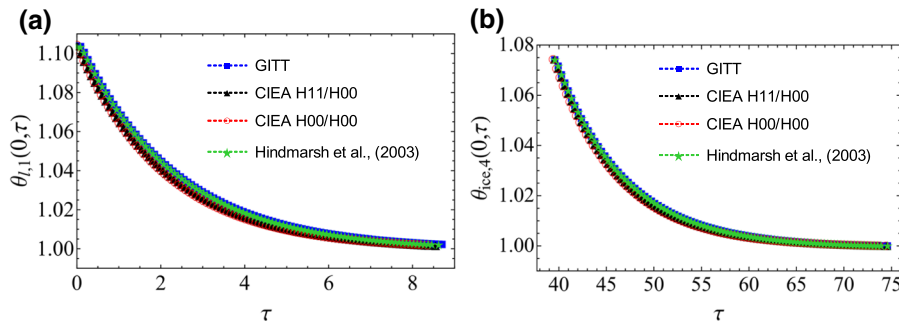 (a)
1.10
1.08
1.06
1.04
1.02
1.00
θl,1(0,τ)
GITT
CIEA H11/H00
CIEA H00/H00
Hindmarsh et al., (2003)
0 2 4 6 8
τ
(b)
1.08
1.06
1.04
1.02
1.00
θice,4(0,τ)
GITT
CIEA H11/H00
CIEA H00/H00
Hindmarsh et al., (2003)
40 45 50 55 60 65 70 75
τ